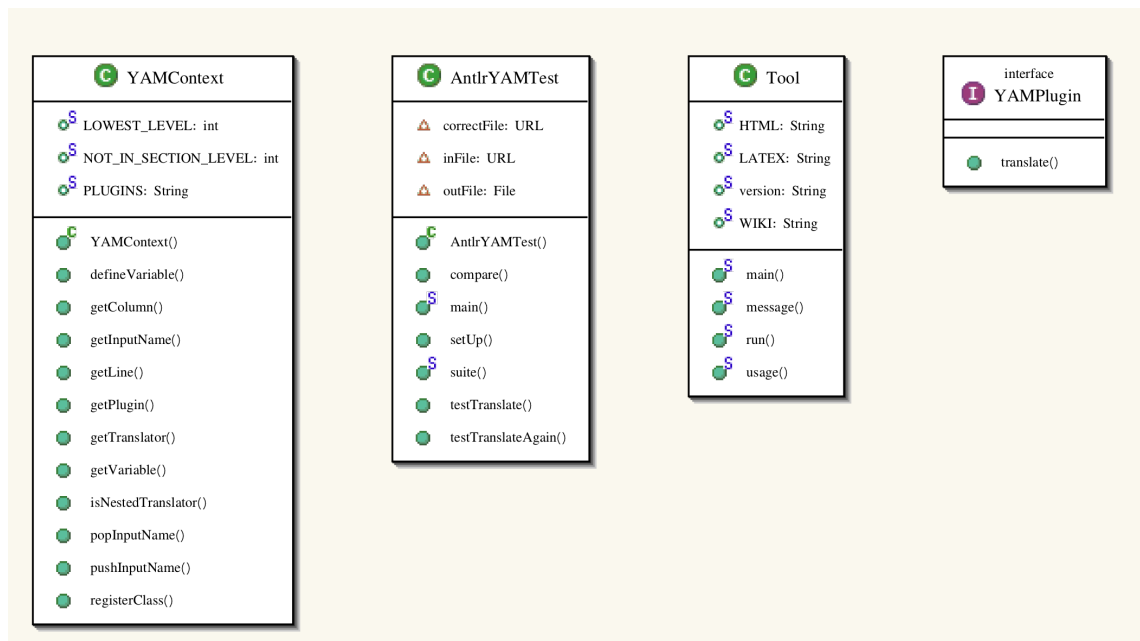 YAMContext
LOWEST_LEVEL: int
NOT_IN_SECTION_LEVEL: int
PLUGINS: String
YAMContext()
defineVariable()
getColumn()
getInputName()
getLine()
getPlugin()
getTranslator()
getVariable()
isNestedTranslator()
popInputName()
pushInputName()
registerClass()
AntlrYAMTest
correctFile: URL
inFile: URL
outFile: File
AntlrYAMTest()
compare()
main()
setUp()
suite()
testTranslate()
testTranslateAgain()
Tool
HTML: String
LATEX: String
version: String
WIKI: String
main()
message()
run()
usage()
interface
YAMPlugin
translate()